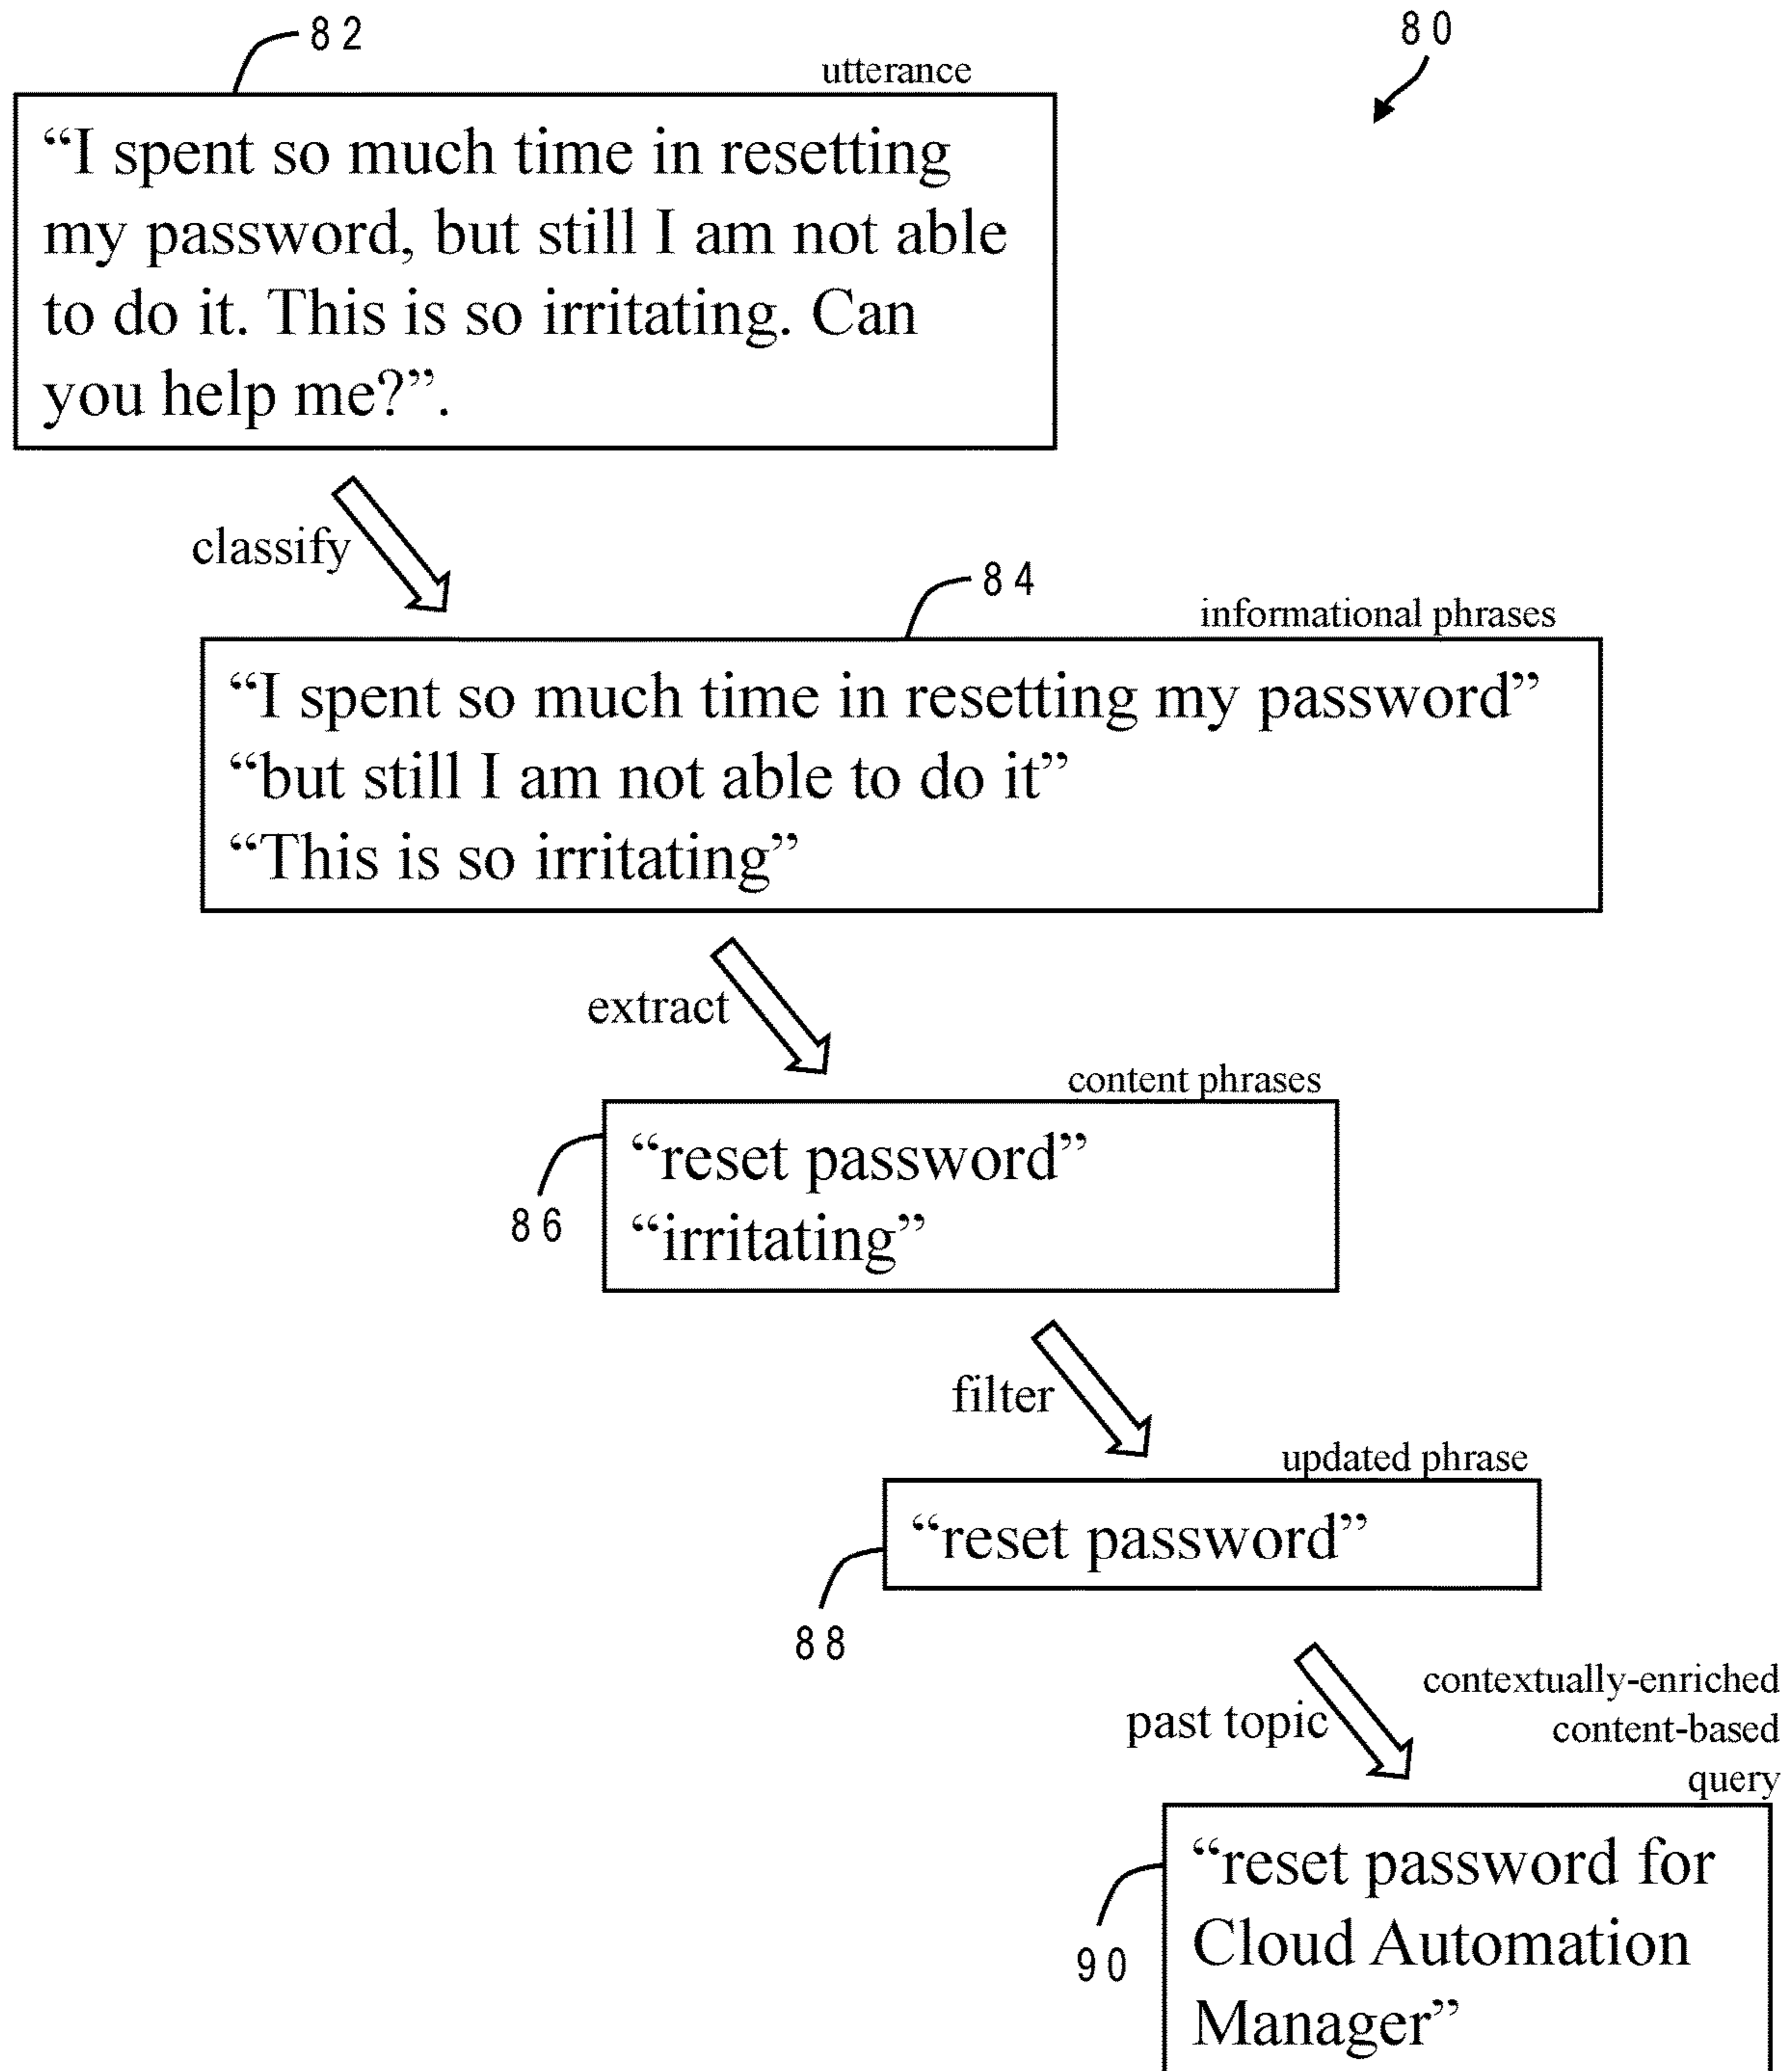 82
80
utterance
“I spent so much time in resetting
my password, but still I am not able
to do it. This is so irritating. Can
you help me?”.
classify
84
informational phrases
“I spent so much time in resetting my password”
“but still I am not able to do it”
“This is so irritating”
extract
content phrases
“reset password”
“irritating”
86
filter
updated phrase
“reset password”
88
past topic
contextually-enriched
content-based
query
“reset password for
Cloud Automation
Manager”
90